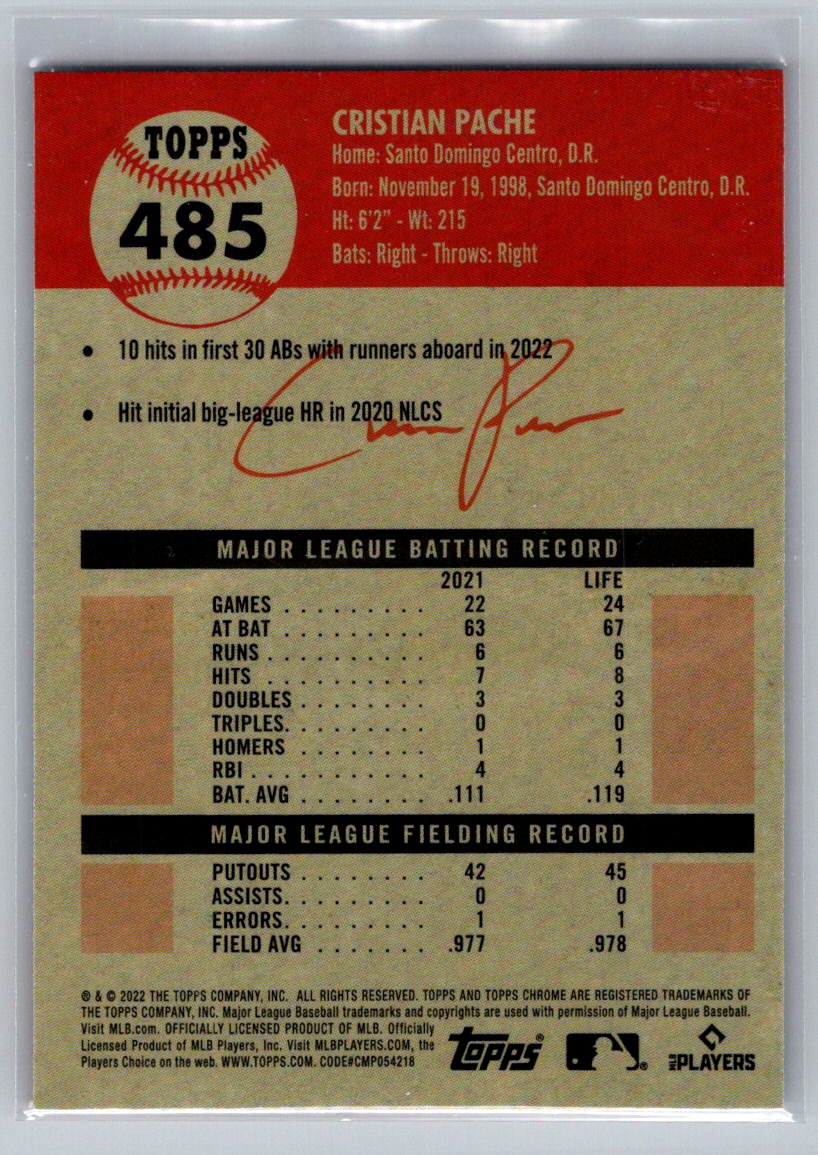 TOPPS
485
CRISTIAN PACHE
Home: Santo Domingo Centro, D.R.
Born: November 19, 1998, Santo Domingo Centro, D.R.
Ht: 6'2" - Wt: 215
Bats: Right - Throws: Right
• 10 hits in first 30 ABs with runners aboard in 2022
• Hit initial big-league HR in 2020 NLCS
MAJOR LEAGUE BATTING RECORD
2021 LIFE
GAMES . . . . . . . . . 22 24
AT BAT . . . . . . . . . 63 67
RUNS . . . . . . . . . . 6 6
HITS . . . . . . . . . . 7 8
DOUBLES . . . . . . . . 3 3
TRIPLES. . . . . . . . . 0 0
HOMERS . . . . . . . . 1 1
RBI . . . . . . . . . . . 4 4
BAT. AVG . . . . . . . . .111 .119
MAJOR LEAGUE FIELDING RECORD
PUTOUTS . . . . . . . . 42 45
ASSISTS. . . . . . . . . 0 0
ERRORS. . . . . . . . . 1 1
FIELD AVG . . . . . . . .977 .978
® & © 2022 THE TOPPS COMPANY, INC. ALL RIGHTS RESERVED. TOPPS AND TOPPS CHROME ARE REGISTERED TRADEMARKS OF
THE TOPPS COMPANY, INC. Major League Baseball trademarks and copyrights are used with permission of Major League Baseball.
Visit MLB.com. OFFICIALLY LICENSED PRODUCT OF MLB. Officially
Licensed Product of MLB Players, Inc. Visit MLBPLAYERS.COM, the
Players Choice on the web. WWW.TOPPS.COM. CODE#CMP054218
Topps®
MLB PLAYERS